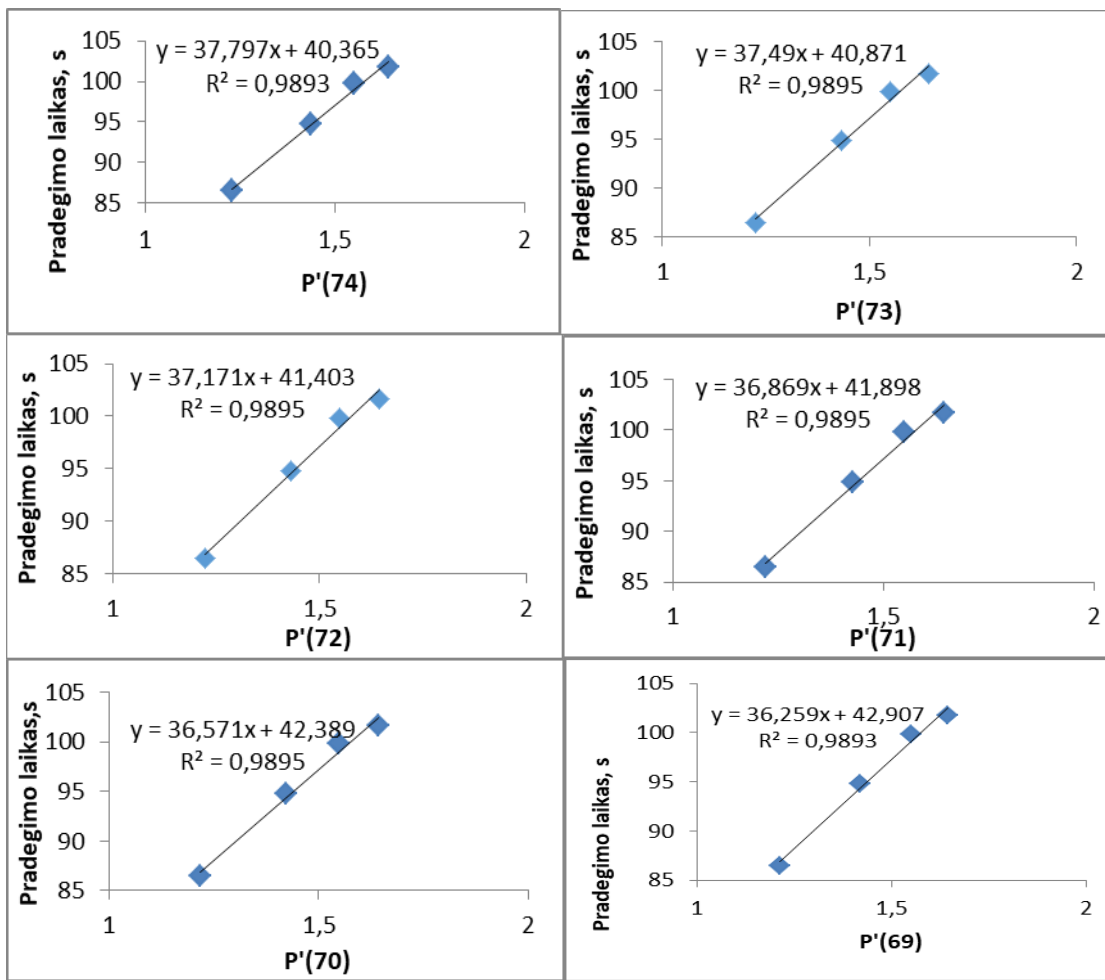 Pradegimo laikas, s
105
100
95
90
85
y = 37,797x + 40,365
R² = 0,9893
1
1,5
2
P'(74)
Pradegimo laikas, s
105
100
95
90
85
y = 37,49x + 40,871
R² = 0,9895
1
1,5
2
P'(73)
Pradegimo laikas, s
105
100
95
90
85
y = 37,171x + 41,403
R² = 0,9895
1
1,5
2
P'(72)
Pradegimo laikas, s
105
100
95
90
85
y = 36,869x + 41,898
R² = 0,9895
1
1,5
2
P'(71)
Pradegimo laikas,s
105
100
95
90
85
y = 36,571x + 42,389
R² = 0,9895
1
1,5
2
P'(70)
Pradegimo laikas, s
105
100
95
90
85
y = 36,259x + 42,907
R² = 0,9893
1
1,5
2
P'(69)